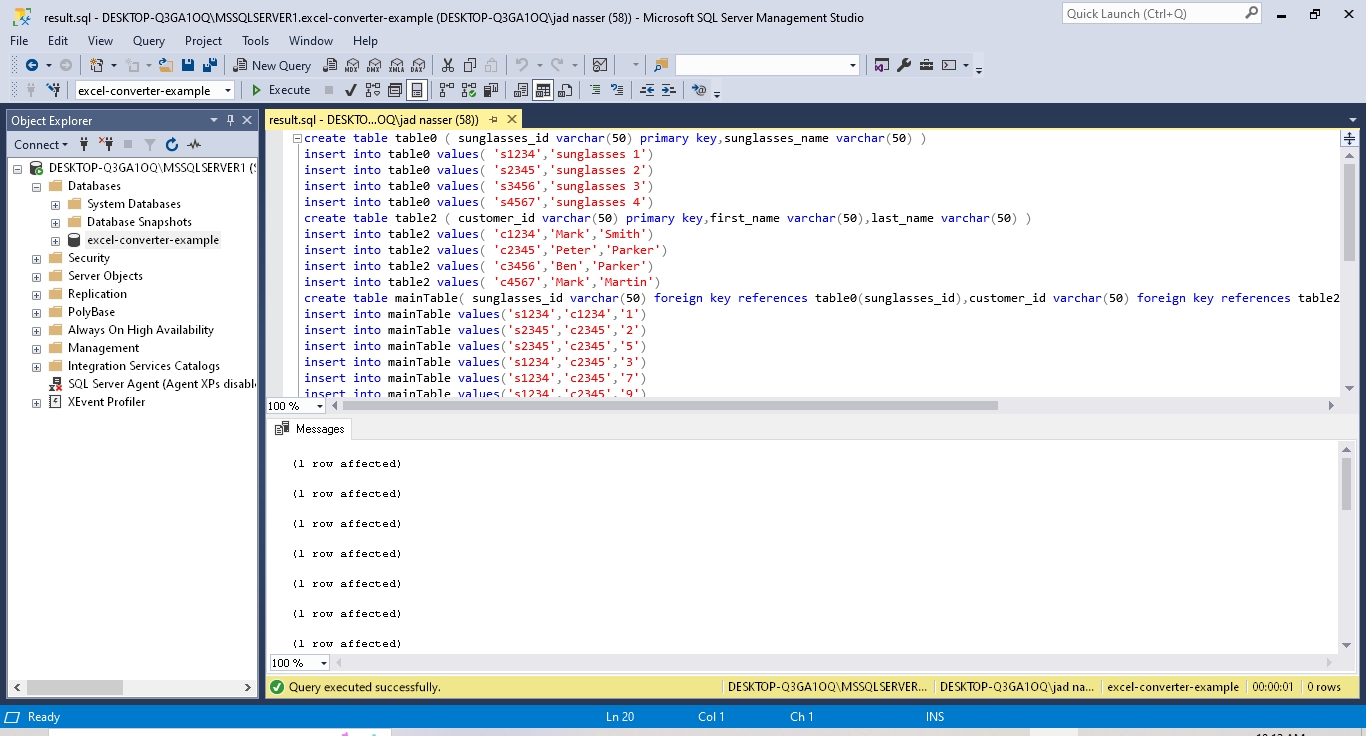 result.sql - DESKTOP-Q3GA1OQ\MSSQLSERVER1.excel-converter-example (DESKTOP-Q3GA1OQ\jad nasser (58)) - Microsoft SQL Server Management Studio
Quick Launch (Ctrl+Q)
File Edit View Query Project Tools Window Help
New Query MDX DMX XMLA DAX
excel-converter-example Execute
Object Explorer
Connect
DESKTOP-Q3GA1OQ\MSSQLSERVER1 (S
Databases
System Databases
Database Snapshots
excel-converter-example
Security
Server Objects
Replication
PolyBase
Always On High Availability
Management
Integration Services Catalogs
SQL Server Agent (Agent XPs disabl
XEvent Profiler
result.sql - DESKTO...OQ\jad nasser (58))
create table table0 ( sunglasses_id varchar(50) primary key,sunglasses_name varchar(50) )
insert into table0 values( 's1234','sunglasses 1')
insert into table0 values( 's2345','sunglasses 2')
insert into table0 values( 's3456','sunglasses 3')
insert into table0 values( 's4567','sunglasses 4')
create table table2 ( customer_id varchar(50) primary key,first_name varchar(50),last_name varchar(50) )
insert into table2 values( 'c1234','Mark','Smith')
insert into table2 values( 'c2345','Peter','Parker')
insert into table2 values( 'c3456','Ben','Parker')
insert into table2 values( 'c4567','Mark','Martin')
create table mainTable( sunglasses_id varchar(50) foreign key references table0(sunglasses_id),customer_id varchar(50) foreign key references table2
insert into mainTable values('s1234','c1234','1')
insert into mainTable values('s2345','c2345','2')
insert into mainTable values('s2345','c2345','5')
insert into mainTable values('s1234','c2345','3')
insert into mainTable values('s1234','c2345','7')
insert into mainTable values('s1234','c2345','9')
100 %
Messages
(1 row affected)
(1 row affected)
(1 row affected)
(1 row affected)
(1 row affected)
(1 row affected)
(1 row affected)
100 %
Query executed successfully.
DESKTOP-Q3GA1OQ\MSSQLSERVER... DESKTOP-Q3GA1OQ\jad na... excel-converter-example 00:00:01 0 rows
Ready Ln 20 Col 1 Ch 1 INS